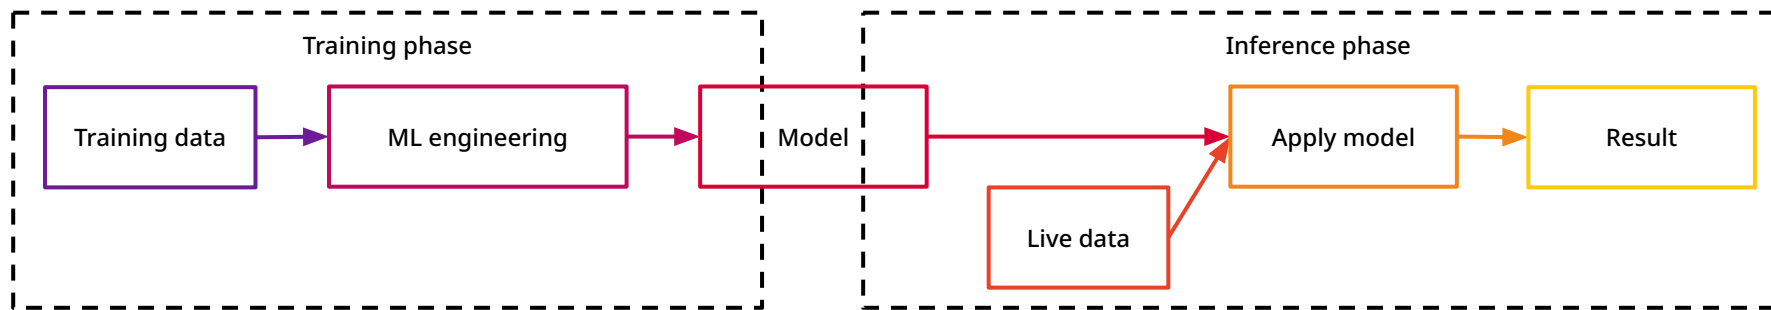 Training phase
Training data
ML engineering
Model
Inference phase
Live data
Apply model
Result